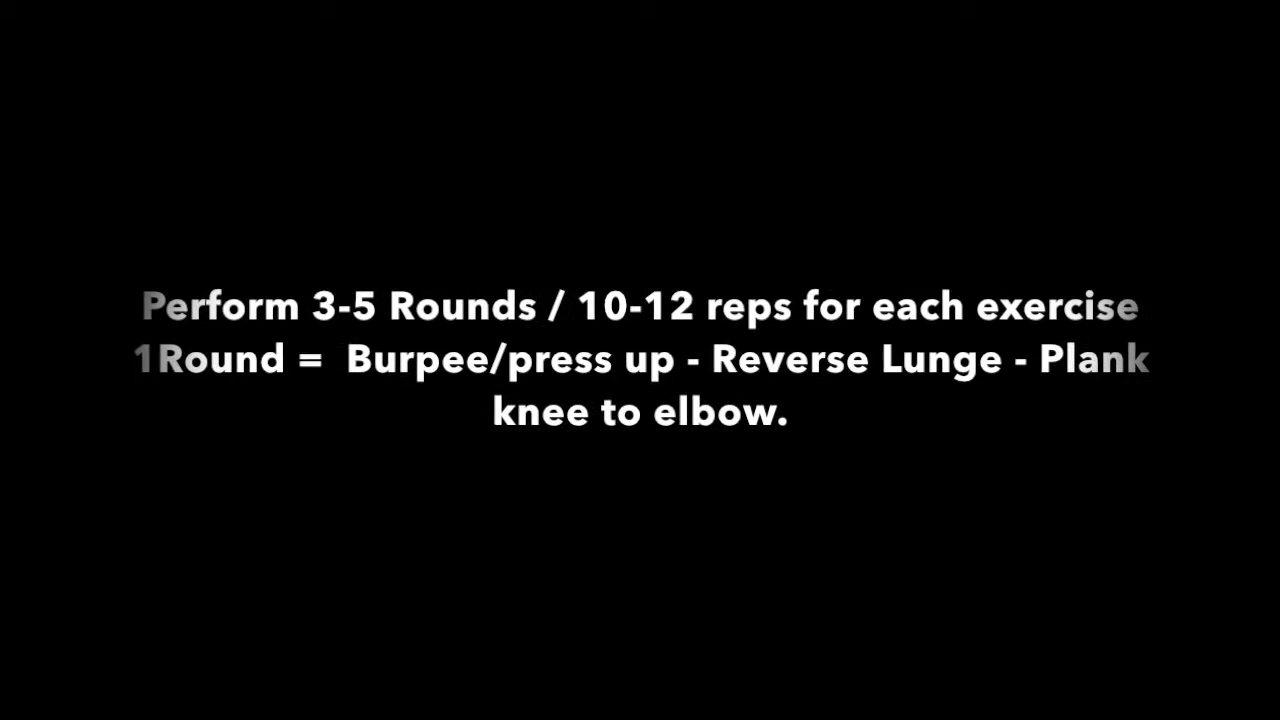 Perform 3-5 Rounds / 10-12 reps for each exercise
1Round =  Burpee/press up - Reverse Lunge - Plank
knee to elbow.